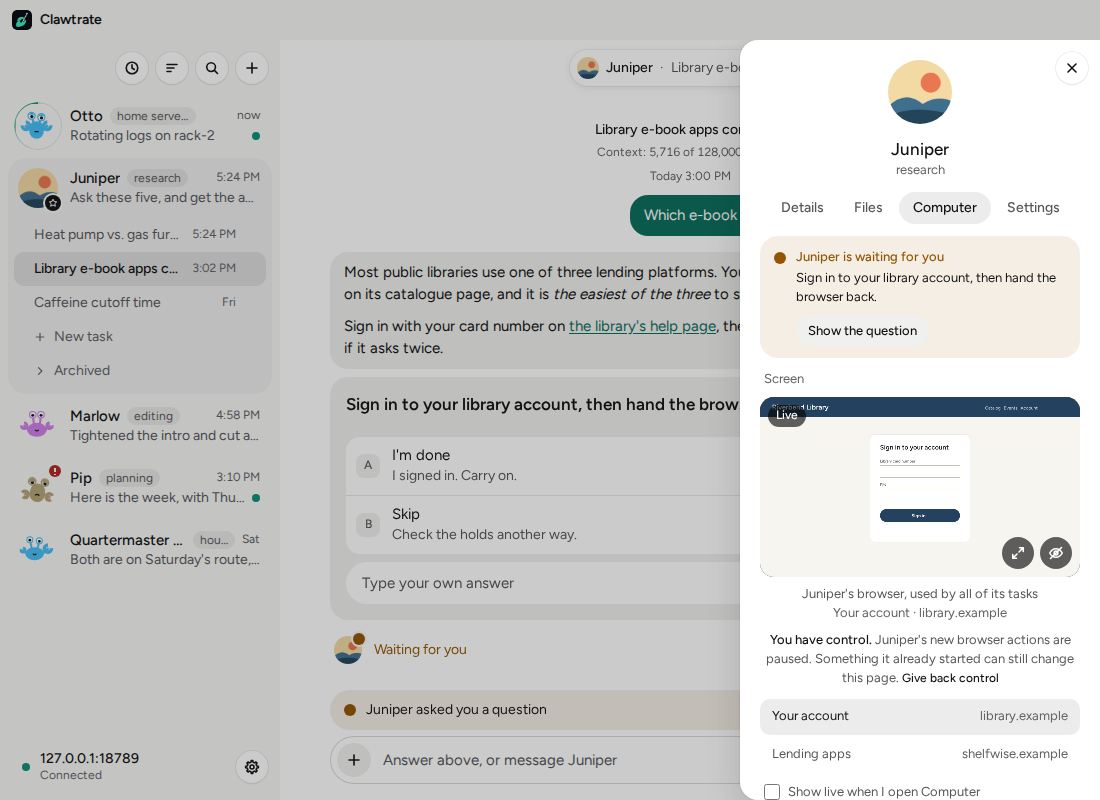 Clawtrate
Otto
home serve...
now
Rotating logs on rack-2
Juniper
research
5:24 PM
Ask these five, and get the a...
Heat pump vs. gas fur...
5:24 PM
Library e-book apps c...
3:02 PM
Caffeine cutoff time
Fri
New task
Archived
Marlow
editing
4:58 PM
Tightened the intro and cut a...
Pip
planning
3:10 PM
Here is the week, with Thu...
Quartermaster ...
hou...
Sat
Both are on Saturday's route,...
127.0.0.1:18789
Connected
Juniper · Library e-bo
Library e-book apps co
Context: 5,716 of 128,000
Today 3:00 PM
Which e-book
Most public libraries use one of three lending platforms. You
on its catalogue page, and it is the easiest of the three to s
Sign in with your card number on the library's help page, the
if it asks twice.
Sign in to your library account, then hand the brow
A
I'm done
I signed in. Carry on.
B
Skip
Check the holds another way.
Type your own answer
Waiting for you
Juniper asked you a question
Answer above, or message Juniper
Juniper
research
Details
Files
Computer
Settings
Juniper is waiting for you
Sign in to your library account, then hand the
browser back.
Show the question
Screen
Library
Catalog Events Account
Live
Sign in to your account
Library card number
PIN
Sign in
Juniper's browser, used by all of its tasks
Your account · library.example
You have control. Juniper's new browser actions are
paused. Something it already started can still change
this page. Give back control
Your account
library.example
Lending apps
shelfwise.example
Show live when I open Computer